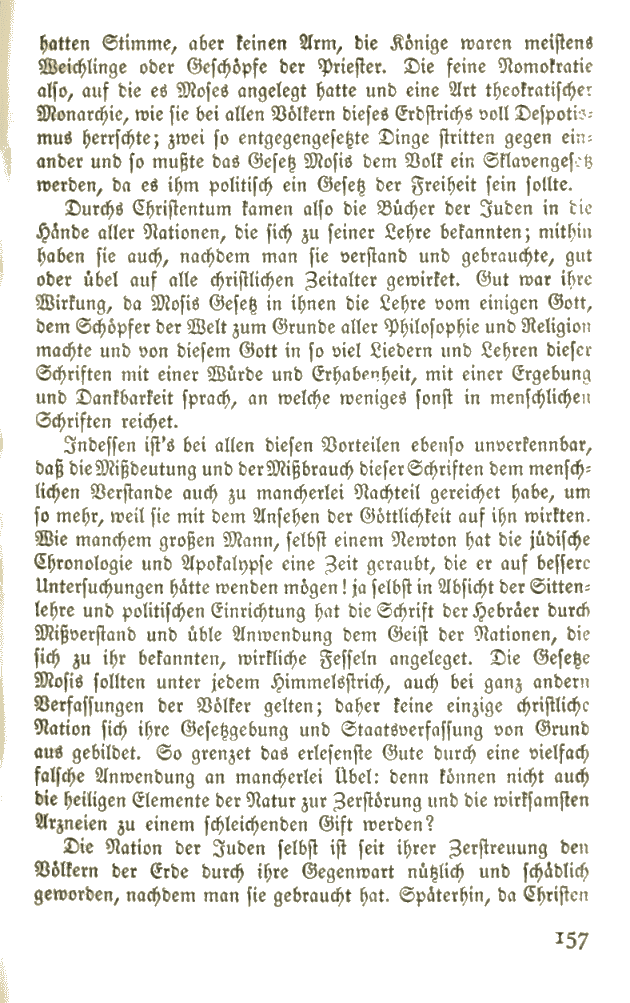 hatten Stimme, aber keinen Arm, die Könige waren meistens
Weichlinge oder Geschöpfe der Priester. Die feine Nomokratie
also, auf die es Moses angelegt hatte und eine Art theokratischer
Monarchie, wie sie bei allen Völkern dieses Erdstrichs voll Despotis-
mus herrschte; zwei so entgegengesetzte Dinge stritten gegen ein-
ander und so mußte das Gesetz Mosis dem Volk ein Sklavengesetz
werden, da es ihm politisch ein Gesetz der Freiheit sein sollte.
Durchs Christentum kamen also die Bücher der Juden in die
Hände aller Nationen, die sich zu seiner Lehre bekannten; mithin
haben sie auch, nachdem man sie verstand und gebrauchte, gut
oder übel auf alle christlichen Zeitalter gewirket. Gut war ihre
Wirkung, da Mosis Gesetz in ihnen die Lehre vom einigen Gott,
dem Schöpfer der Welt zum Grunde aller Philosophie und Religion
machte und von diesem Gott in so viel Liedern und Lehren dieser
Schriften mit einer Würde und Erhabenheit, mit einer Ergebung
und Dankbarkeit sprach, an welche weniges sonst in menschlichen
Schriften reichet.
Indessen ist's bei allen diesen Vorteilen ebenso unverkennbar,
daß die Mißdeutung und der Mißbrauch dieser Schriften dem mensch-
lichen Verstande auch zu mancherlei Nachteil gereichet habe, um
so mehr, weil sie mit dem Ansehen der Göttlichkeit auf ihn wirkten.
Wie manchem großen Mann, selbst einem Newton hat die jüdische
Chronologie und Apokalypse eine Zeit geraubt, die er auf bessere
Untersuchungen hätte wenden mögen! ja selbst in Absicht der Sitten-
lehre und politischen Einrichtung hat die Schrift der Hebräer durch
Mißverstand und üble Anwendung dem Geist der Nationen, die
sich zu ihr bekannten, wirkliche Fesseln angeleget. Die Gesetze
Mosis sollten unter jedem Himmelsstrich, auch bei ganz andern
Verfassungen der Völker gelten; daher keine einzige christliche
Nation sich ihre Gesetzgebung und Staatsverfassung von Grund
aus gebildet. So grenzet das erlesenste Gute durch eine vielfach
falsche Anwendung an mancherlei Übel: denn können nicht auch
die heiligen Elemente der Natur zur Zerstörung und die wirksamsten
Arzneien zu einem schleichenden Gift werden?
Die Nation der Juden selbst ist seit ihrer Zerstreuung den
Völkern der Erde durch ihre Gegenwart nützlich und schädlich
geworden, nachdem man sie gebraucht hat. Späterhin, da Christen
157